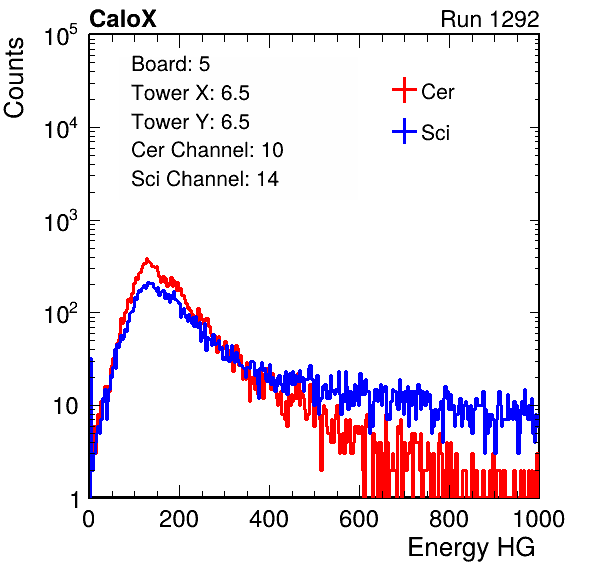 CaloX Run 1292
Counts
Board: 5
Tower X: 6.5
Tower Y: 6.5
Cer Channel: 10
Sci Channel: 14
Cer
Sci
10^5
10^4
10^3
10^2
10
1
0 200 400 600 800 1000
Energy HG